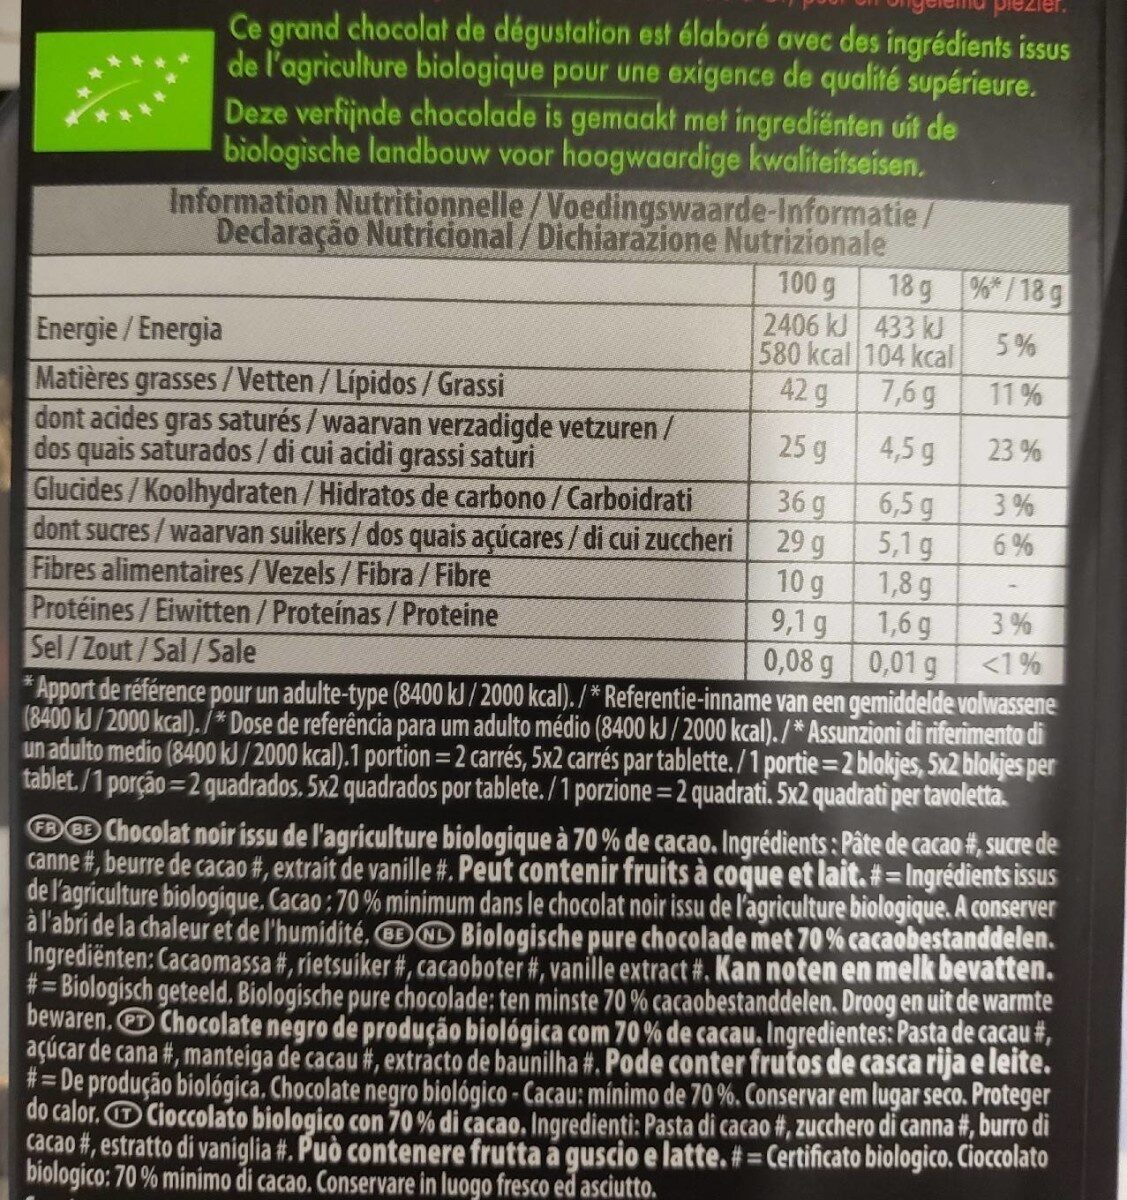 plezier.
Ce grand chocolat de dégustation est élaboré avec des ingrédients issus
de l'agriculture biologique pour une exigence de qualité supérieure.
Deze verfijnde chocolade is gemaakt met ingrediënten uit de
biologische landbouw voor hoogwaardige kwaliteitseisen.
Information Nutritionnelle / Voedingswaarde-Informatie /
Declaração Nutricional / Dichiarazione Nutrizionale
100 g 18 g %* / 18 g
Energie / Energia 2406 kJ 433 kJ 5 %
580 kcal 104 kcal
Matières grasses / Vetten / Lípidos / Grassi 42 g 7,6 g 11 %
dont acides gras saturés / waarvan verzadigde vetzuren /
dos quais saturados / di cui acidi grassi saturi 25 g 4,5 g 23 %
Glucides / Koolhydraten / Hidratos de carbono / Carboidrati 36 g 6,5 g 3 %
dont sucres / waarvan suikers / dos quais açúcares / di cui zuccheri 29 g 5,1 g 6 %
Fibres alimentaires / Vezels / Fibra / Fibre 10 g 1,8 g -
Protéines / Eiwitten / Proteínas / Proteine 9,1 g 1,6 g 3 %
Sel / Zout / Sal / Sale 0,08 g 0,01 g <1 %
* Apport de référence pour un adulte-type (8400 kJ / 2000 kcal). / * Referentie-inname van een gemiddelde volwassene
(8400 kJ / 2000 kcal). / * Dose de referência para um adulto médio (8400 kJ / 2000 kcal). / * Assunzioni di riferimento di
un adulto medio (8400 kJ / 2000 kcal).1 portion = 2 carrés, 5x2 carrés par tablette. / 1 portie = 2 blokjes, 5x2 blokjes per
tablet. / 1 porção = 2 quadrados. 5x2 quadrados por tablete. / 1 porzione = 2 quadrati. 5x2 quadrati per tavoletta.
FR BE Chocolat noir issu de l'agriculture biologique à 70 % de cacao. Ingrédients : Pâte de cacao #, sucre de
canne #, beurre de cacao #, extrait de vanille #. Peut contenir fruits à coque et lait. # = Ingrédients issus
de l'agriculture biologique. Cacao : 70 % minimum dans le chocolat noir issu de l'agriculture biologique. A conserver
à l'abri de la chaleur et de l'humidité. BE NL Biologische pure chocolade met 70 % cacaobestanddelen.
Ingrediënten: Cacaomassa #, rietsuiker #, cacaoboter #, vanille extract #. Kan noten en melk bevatten.
# = Biologisch geteeld. Biologische pure chocolade: ten minste 70 % cacaobestanddelen. Droog en uit de warmte
bewaren. PT Chocolate negro de produção biológica com 70 % de cacau. Ingredientes: Pasta de cacau #,
açúcar de cana #, manteiga de cacau #, extracto de baunilha #. Pode conter frutos de casca rija e leite.
# = De produção biológica. Chocolate negro biológico - Cacau: mínimo de 70 %. Conservar em lugar seco. Proteger
do calor. IT Cioccolato biologico con 70 % di cacao. Ingredienti: Pasta di cacao #, zucchero di canna #, burro di
cacao #, estratto di vaniglia #. Può contenere frutta a guscio e latte. # = Certificato biologico. Cioccolato
biologico: 70 % minimo di cacao. Conservare in luogo fresco ed asciutto.